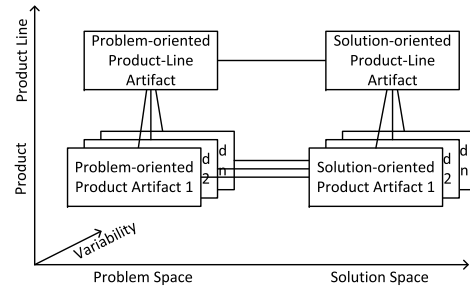 Product Line
Problem-oriented
Product-Line
Artifact
Solution-oriented
Product-Line
Artifact
Product
Problem-oriented
Product Artifact 1
d
2
d
n
Solution-oriented
Product Artifact 1
d
2
d
n
Variability
Problem Space
Solution Space